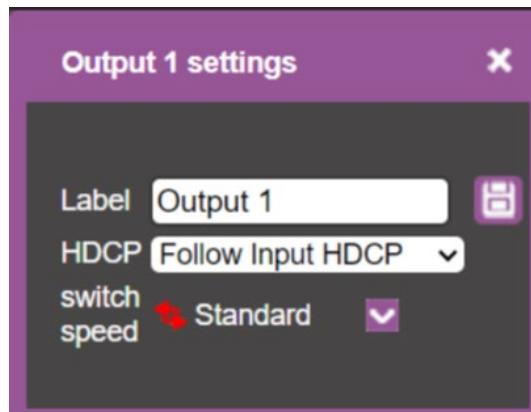 Output 1 settings
Label Output 1
HDCP Follow Input HDCP
switch
speed
Standard